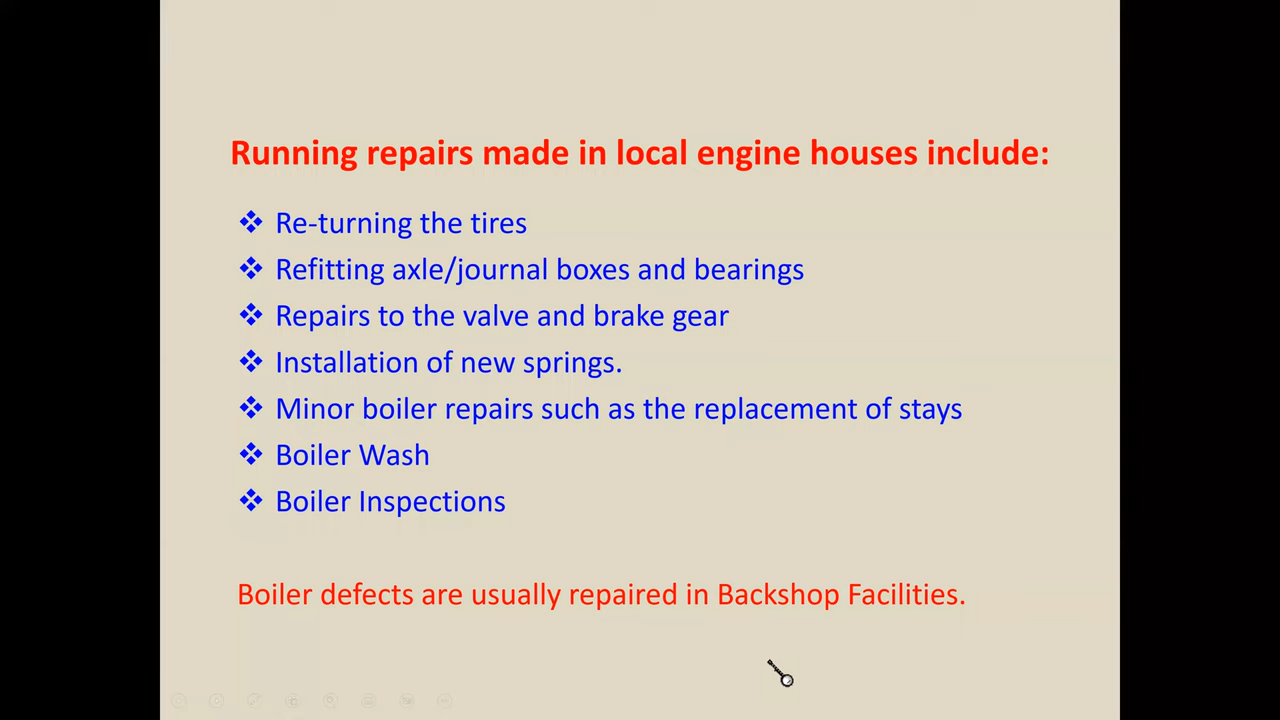 Running repairs made in local engine houses include:
❖ Re-turning the tires
❖ Refitting axle/journal boxes and bearings
❖ Repairs to the valve and brake gear
❖ Installation of new springs.
❖ Minor boiler repairs such as the replacement of stays
❖ Boiler Wash
❖ Boiler Inspections
Boiler defects are usually repaired in Backshop Facilities.